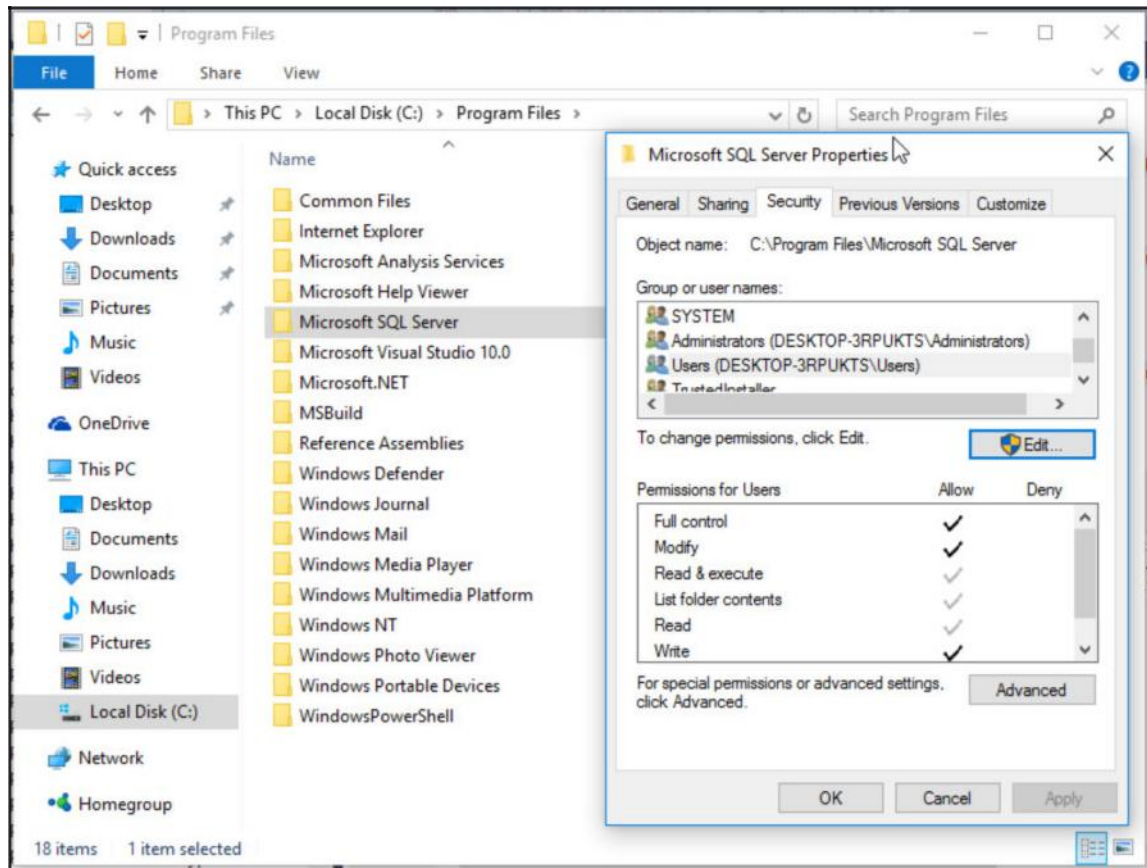 Program Files
File Home Share View
This PC > Local Disk (C:) > Program Files >
Search Program Files
Quick access
Desktop
Downloads
Documents
Pictures
Music
Videos
OneDrive
This PC
Desktop
Documents
Downloads
Music
Pictures
Videos
Local Disk (C:)
Network
Homegroup
Name
Common Files
Internet Explorer
Microsoft Analysis Services
Microsoft Help Viewer
Microsoft SQL Server
Microsoft Visual Studio 10.0
Microsoft.NET
MSBuild
Reference Assemblies
Windows Defender
Windows Journal
Windows Mail
Windows Media Player
Windows Multimedia Platform
Windows NT
Windows Photo Viewer
Windows Portable Devices
WindowsPowerShell
Microsoft SQL Server Properties
General Sharing Security Previous Versions Customize
Object name: C:\Program Files\Microsoft SQL Server
Group or user names:
SYSTEM
Administrators (DESKTOP-3RPUKTS\Administrators)
Users (DESKTOP-3RPUKTS\Users)
TrustedInstaller
To change permissions, click Edit.
Edit...
Permissions for Users Allow Deny
Full control
Modify
Read & execute
List folder contents
Read
Write
For special permissions or advanced settings,
click Advanced.
Advanced
OK Cancel Apply
18 items 1 item selected